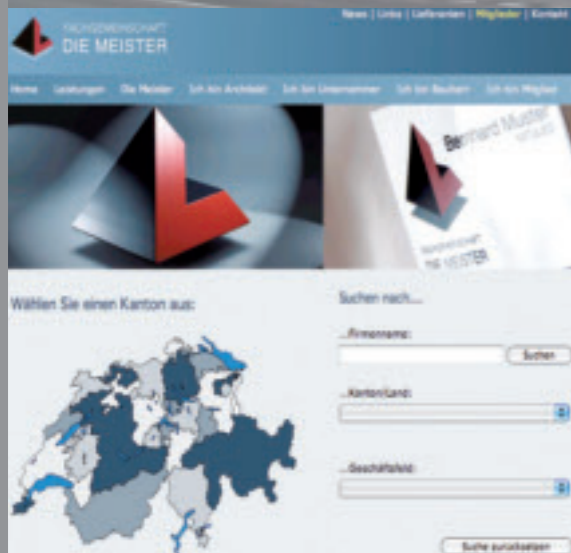 News | Links | Lieferanten | Mitglieder | Kontakt
FACHGEMEINSCHAFT
DIE MEISTER
Home Leistungen Die Meister Ich bin Architekt Ich bin Unternehmer Ich bin Bauherr Ich bin Mitglied
Bernhard Muster
DIE MEISTER
Wählen Sie einen Kanton aus:
Suchen nach....
...Firmenname:
Suchen
...Kanton/Land:
...Geschäftsfeld:
Suche zurücksetzen